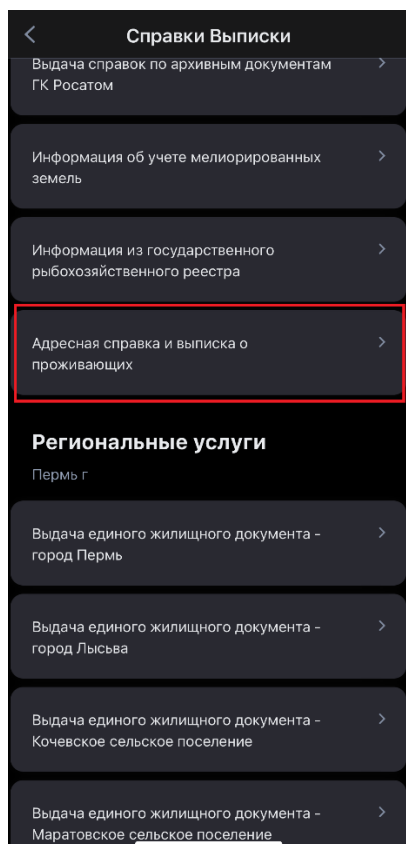 Справки Выписки
Выдача справок по архивным документам
ГК Росатом
Информация об учете мелиорированных
земель
Информация из государственного
рыбохозяйственного реестра
Адресная справка и выписка о
проживающих
Региональные услуги
Пермь г
Выдача единого жилищного документа -
город Пермь
Выдача единого жилищного документа -
город Лысьва
Выдача единого жилищного документа -
Кочевское сельское поселение
Выдача единого жилищного документа -
Маратовское сельское поселение